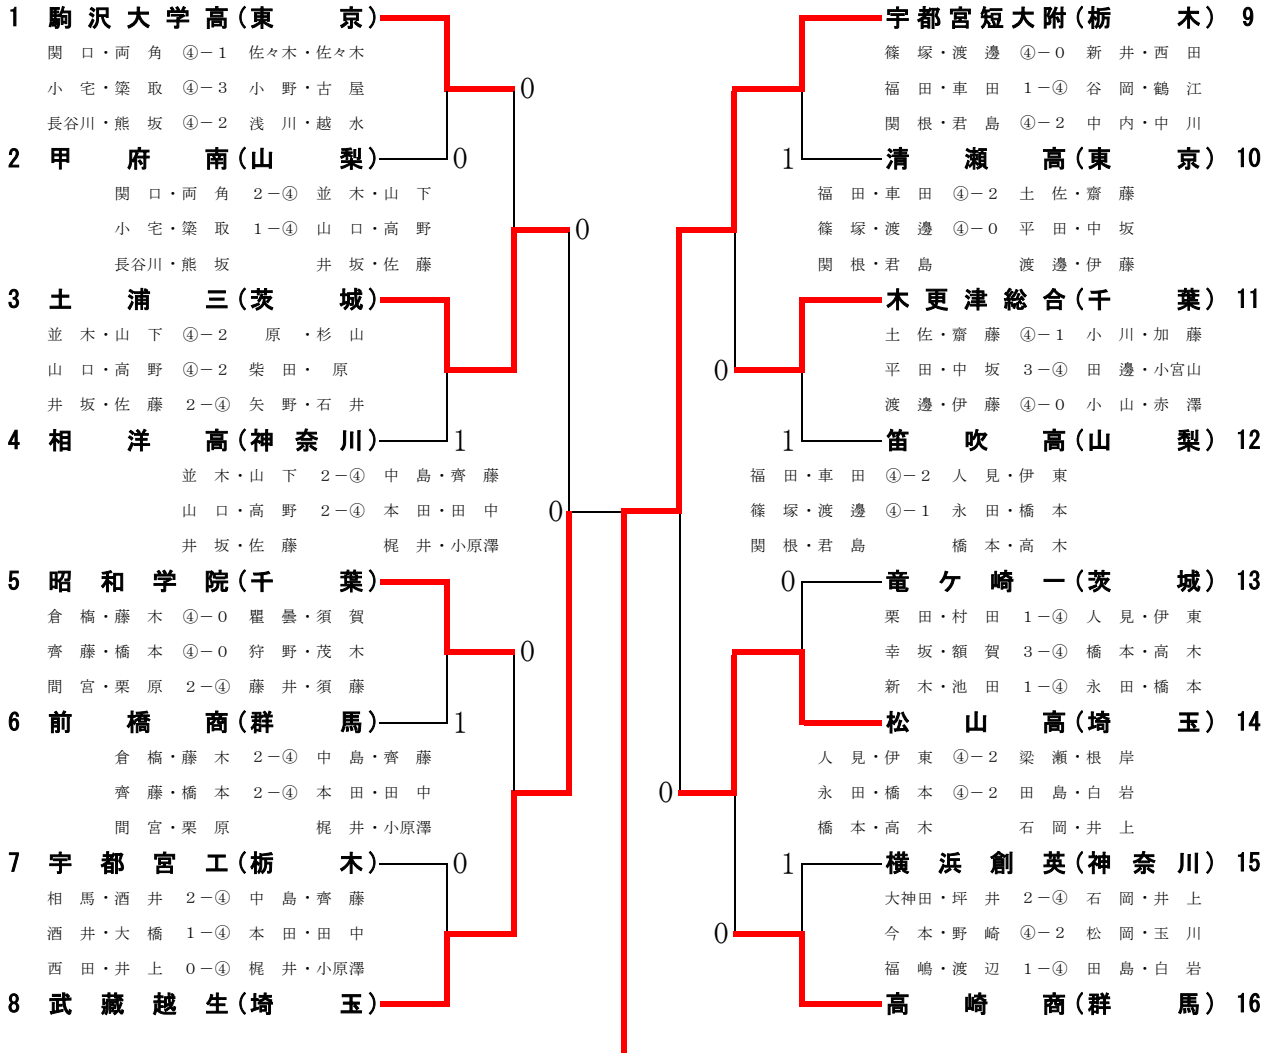 1 駒沢大学高(東京)
関口・両角 ④－1 佐々木・佐々木
小宅・簗取 ④－3 小野・古屋
0
長谷川・熊坂 ④－2 浅川・越水
2 甲府南(山梨) 0
関口・両角 2－④ 並木・山下
小宅・簗取 1－④ 山口・高野
0
長谷川・熊坂 井坂・佐藤
3 土浦三(茨城)
並木・山下 ④－2 原・杉山
山口・高野 ④－2 柴田・原
井坂・佐藤 2－④ 矢野・石井
4 相洋高(神奈川) 1
並木・山下 2－④ 中島・齊藤
山口・高野 2－④ 本田・田中
0
井坂・佐藤 梶井・小原澤
5 昭和学院(千葉)
倉橋・藤木 ④－0 瞿曇・須賀
齊藤・橋本 ④－0 狩野・茂木
0
間宮・栗原 2－④ 藤井・須藤
6 前橋商(群馬) 1
倉橋・藤木 2－④ 中島・齊藤
齊藤・橋本 2－④ 本田・田中
間宮・栗原 梶井・小原澤
7 宇都宮工(栃木) 0
相馬・酒井 2－④ 中島・齊藤
酒井・大橋 1－④ 本田・田中
西田・井上 0－④ 梶井・小原澤
8 武蔵越生(埼玉)
宇都宮短大附(栃木) 9
篠塚・渡邊 ④－0 新井・西田
福田・車田 1－④ 谷岡・鶴江
関根・君島 ④－2 中内・中川
1 清瀬高(東京) 10
福田・車田 ④－2 土佐・齋藤
篠塚・渡邊 ④－0 平田・中坂
関根・君島 渡邊・伊藤
木更津総合(千葉) 11
土佐・齋藤 ④－1 小川・加藤
0
平田・中坂 3－④ 田邊・小宮山
渡邊・伊藤 ④－0 小山・赤澤
1 笛吹高(山梨) 12
福田・車田 ④－2 人見・伊東
篠塚・渡邊 ④－1 永田・橋本
関根・君島 橋本・高木
0 竜ケ崎一(茨城) 13
栗田・村田 1－④ 人見・伊東
幸坂・額賀 3－④ 橋本・高木
新木・池田 1－④ 永田・橋本
松山高(埼玉) 14
人見・伊東 ④－2 梁瀬・根岸
0
永田・橋本 ④－2 田島・白岩
橋本・高木 石岡・井上
1 横浜創英(神奈川) 15
大神田・坪井 2－④ 石岡・井上
0
今本・野崎 ④－2 松岡・玉川
福嶋・渡辺 1－④ 田島・白岩
高崎商(群馬) 16